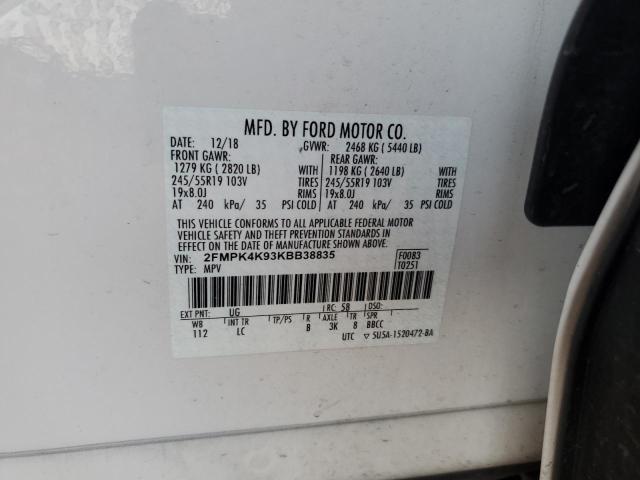 MFD. BY FORD MOTOR CO.
DATE: 12/18 GVWR: 2468 KG ( 5440 LB)
FRONT GAWR: REAR GAWR:
1279 KG ( 2820 LB) WITH 1198 KG ( 2640 LB) WITH
245/55R19 103V TIRES 245/55R19 103V TIRES
19x8.0J RIMS 19x8.0J RIMS
AT 240 kPa/ 35 PSI COLD AT 240 kPa/ 35 PSI COLD
THIS VEHICLE CONFORMS TO ALL APPLICABLE FEDERAL MOTOR
VEHICLE SAFETY AND THEFT PREVENTION STANDARDS IN
EFFECT ON THE DATE OF MANUFACTURE SHOWN ABOVE.
VIN: 2FMPK4K93KBB38835 F0083
TYPE: MPV T0251
EXT PNT: UG RC: 58 DSO:
WB INT TR TP/PS R AXLE TR SPR
112 LC B 3K 8 BBCC
UTC ▽ 5U5A-1520472-BA